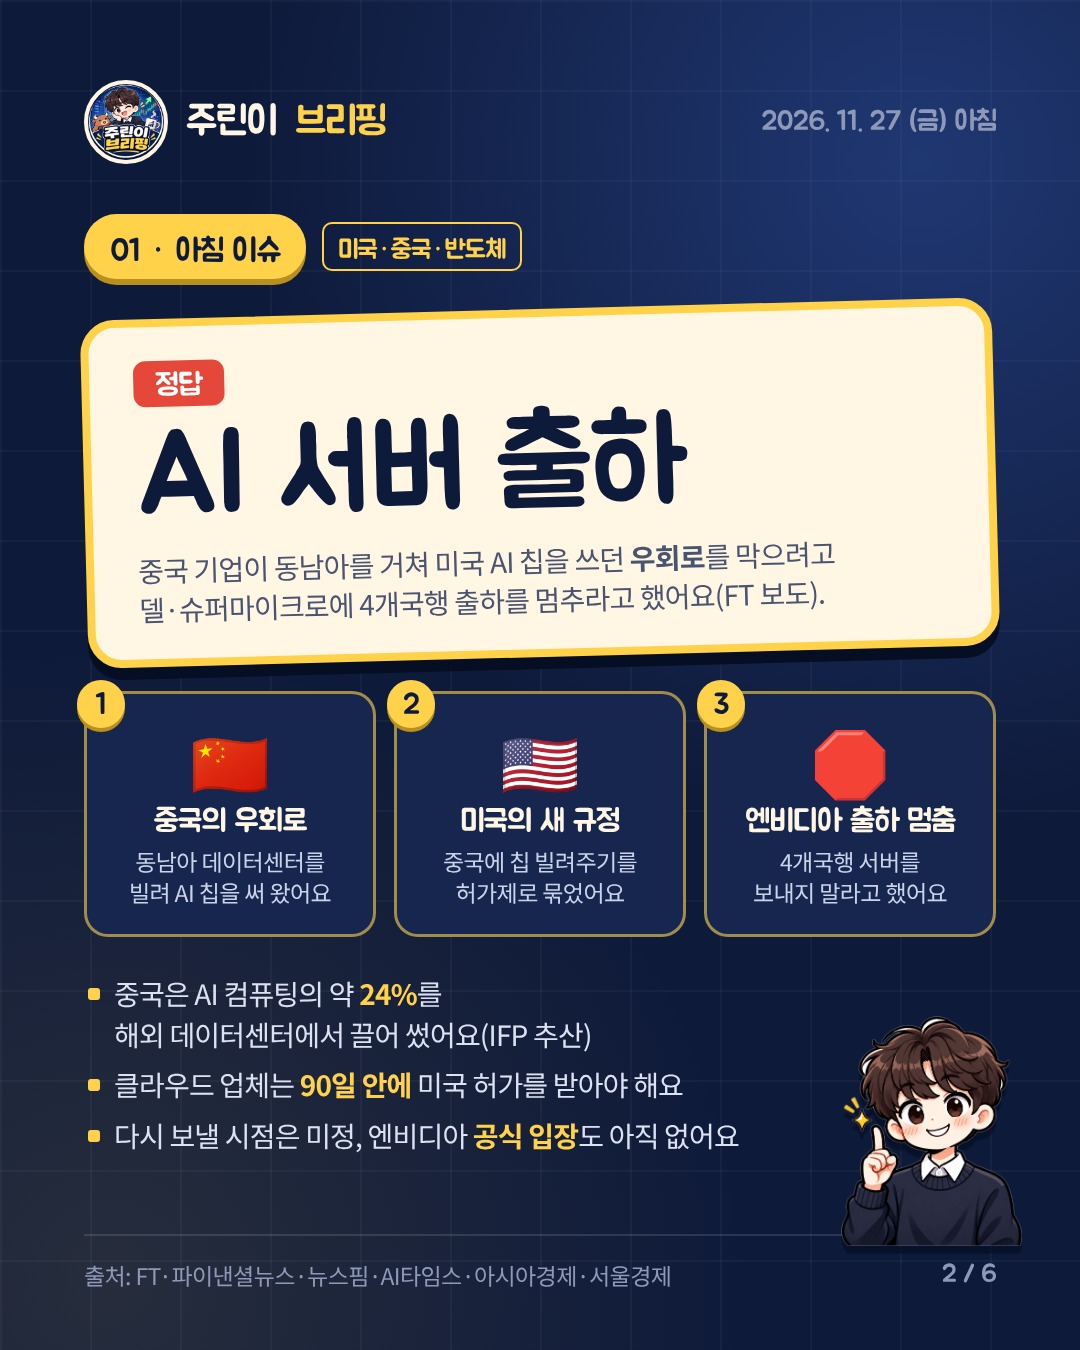 주린이 브리핑
주린이
브리핑
2026. 11. 27 (금) 아침
01 · 아침 이슈
미국·중국·반도체
정답
AI 서버 출하
중국 기업이 동남아를 거쳐 미국 AI 칩을 쓰던 우회로를 막으려고
델·슈퍼마이크로에 4개국행 출하를 멈추라고 했어요(FT 보도).
1
중국의 우회로
동남아 데이터센터를
빌려 AI 칩을 써 왔어요
2
미국의 새 규정
중국에 칩 빌려주기를
허가제로 묶었어요
3
엔비디아 출하 멈춤
4개국행 서버를
보내지 말라고 했어요
중국은 AI 컴퓨팅의 약 24%를
해외 데이터센터에서 끌어 썼어요(IFP 추산)
클라우드 업체는 90일 안에 미국 허가를 받아야 해요
다시 보낼 시점은 미정, 엔비디아 공식 입장도 아직 없어요
출처: FT·파이낸셜뉴스·뉴스핌·AI타임스·아시아경제·서울경제
2 / 6